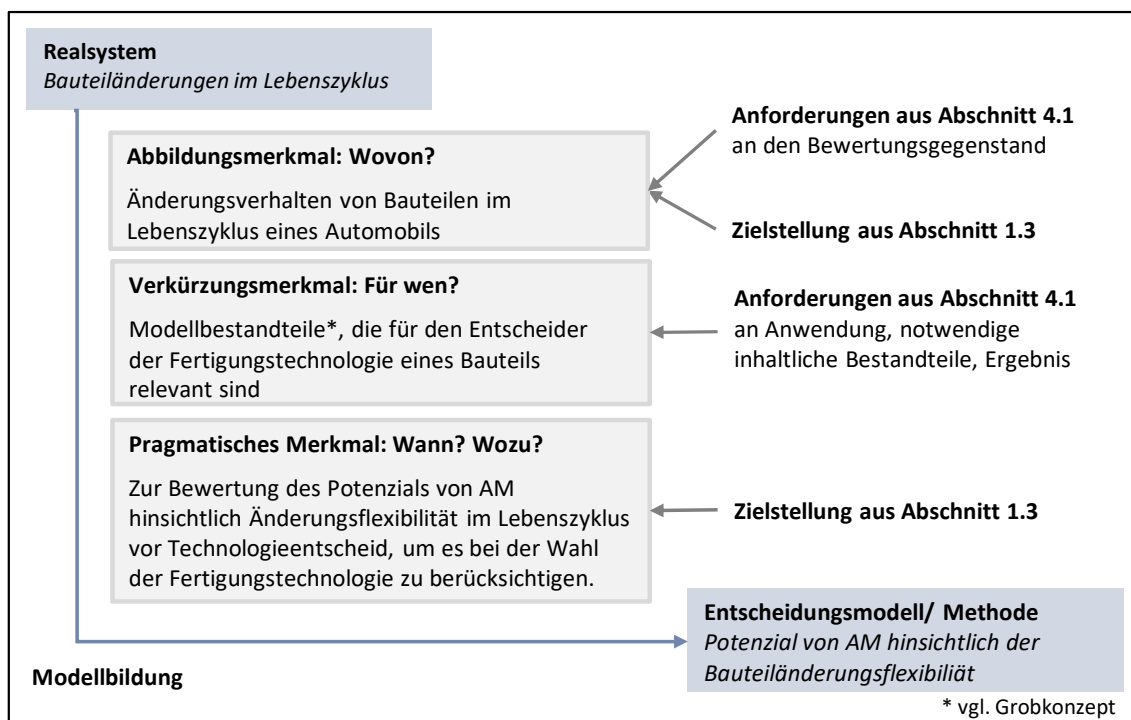 Realsystem
Bauteiländerungen im Lebenszyklus
Abbildungsmerkmal: Wovon?
Änderungsverhalten von Bauteilen im
Lebenszyklus eines Automobils
Anforderungen aus Abschnitt 4.1
an den Bewertungsgegenstand
Zielstellung aus Abschnitt 1.3
Verkürzungsmerkmal: Für wen?
Modellbestandteile*, die für den Entscheider
der Fertigungstechnologie eines Bauteils
relevant sind
Anforderungen aus Abschnitt 4.1
an Anwendung, notwendige
inhaltliche Bestandteile, Ergebnis
Pragmatisches Merkmal: Wann? Wozu?
Zur Bewertung des Potenzials von AM
hinsichtlich Änderungsflexibilität im Lebenszyklus
vor Technologieentscheid, um es bei der Wahl
der Fertigungstechnologie zu berücksichtigen.
Zielstellung aus Abschnitt 1.3
Entscheidungsmodell/ Methode
Potenzial von AM hinsichtlich der
Bauteiländerungsflexibiliät
Modellbildung
* vgl. Grobkonzept